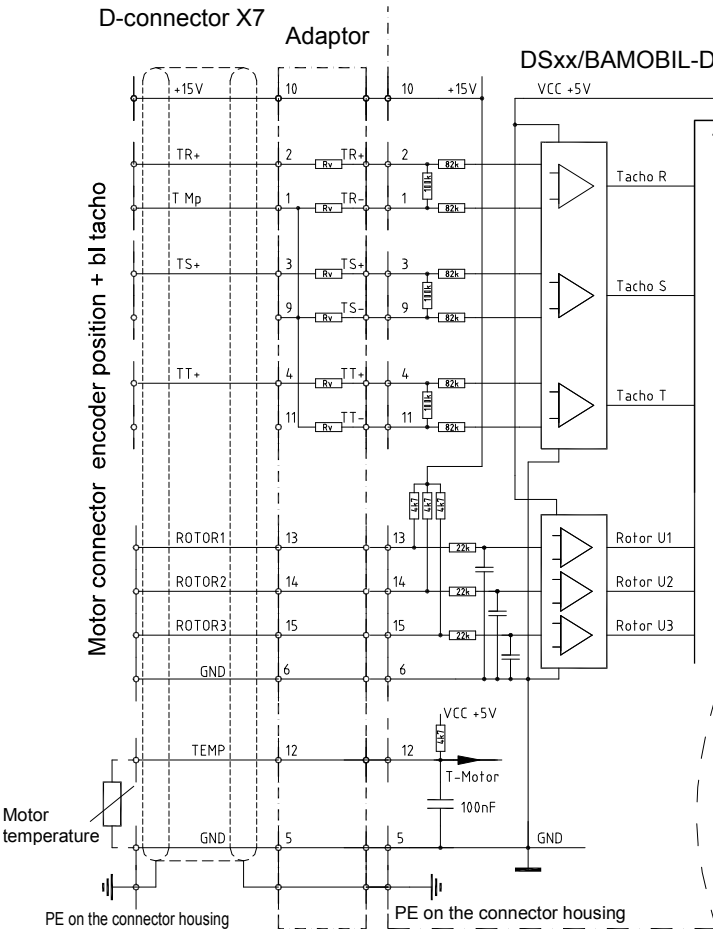 D-connector X7
Adaptor
DSxx/BAMOBIL-D
+15V 10 10 +15V VCC +5V
TR+ 2 Rv TR+ 2 82k
100k
Tacho R
T Mp 1 Rv TR- 1 82k
TS+ 3 Rv TS+ 3 82k
100k
Tacho S
9 Rv TS- 9 82k
TT+ 4 Rv TT+ 4 82k
100k
Tacho T
11 Rv TT- 11 82k
Motor connector encoder position + bl tacho
4k7 4k7 4k7
ROTOR1 13 13 22k Rotor U1
ROTOR2 14 14 22k Rotor U2
ROTOR3 15 15 22k Rotor U3
GND 6 6
VCC +5V
4k7
TEMP 12 12
T-Motor
100nF
Motor
temperature
GND 5 5 GND
PE on the connector housing
PE on the connector housing